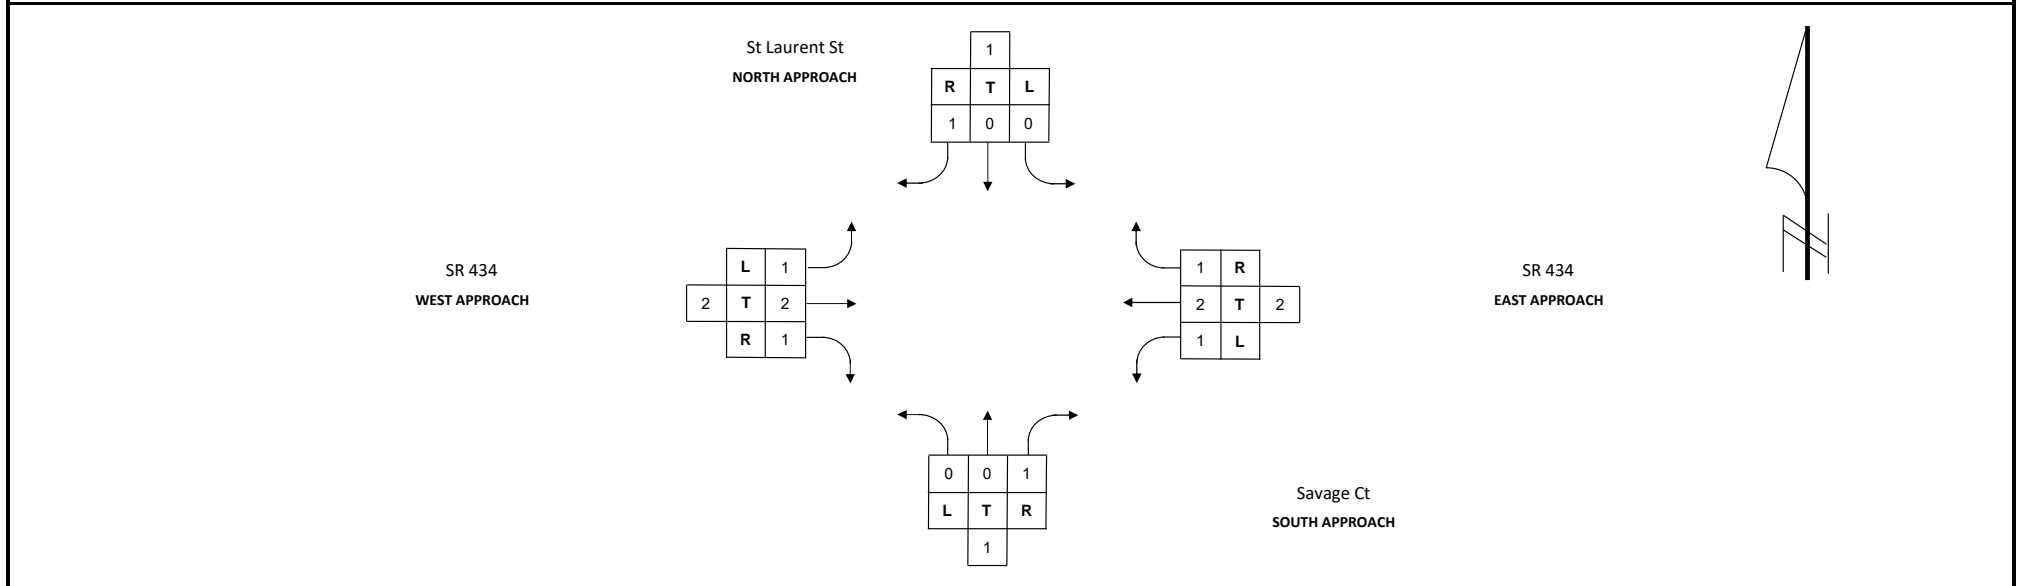 St Laurent St
NORTH APPROACH
1
R T L
1 0 0
SR 434
WEST APPROACH
L 1
2 T 2
R 1
1 R
2 T 2
1 L
SR 434
EAST APPROACH
0 0 1
L T R
1
Savage Ct
SOUTH APPROACH